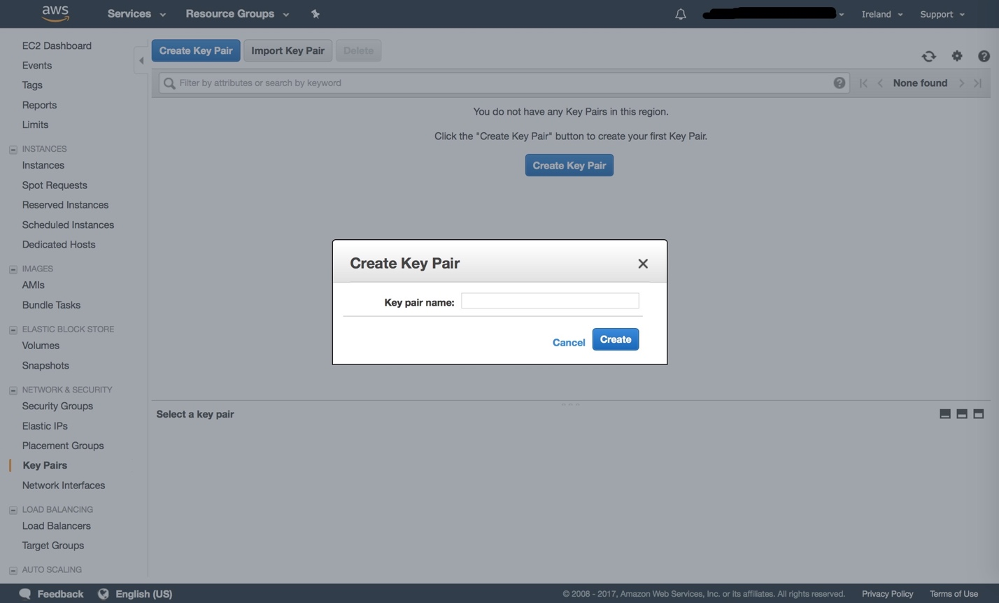 aws Services Resource Groups Ireland Support
EC2 Dashboard
Events
Tags
Reports
Limits
INSTANCES
Instances
Spot Requests
Reserved Instances
Scheduled Instances
Dedicated Hosts
IMAGES
AMIs
Bundle Tasks
ELASTIC BLOCK STORE
Volumes
Snapshots
NETWORK & SECURITY
Security Groups
Elastic IPs
Placement Groups
Key Pairs
Network Interfaces
LOAD BALANCING
Load Balancers
Target Groups
AUTO SCALING
Create Key Pair Import Key Pair Delete
Filter by attributes or search by keyword None found
You do not have any Key Pairs in this region.
Click the "Create Key Pair" button to create your first Key Pair.
Create Key Pair
Create Key Pair
Key pair name:
Cancel Create
Select a key pair
Feedback English (US) © 2008 - 2017, Amazon Web Services, Inc. or its affiliates. All rights reserved. Privacy Policy Terms of Use